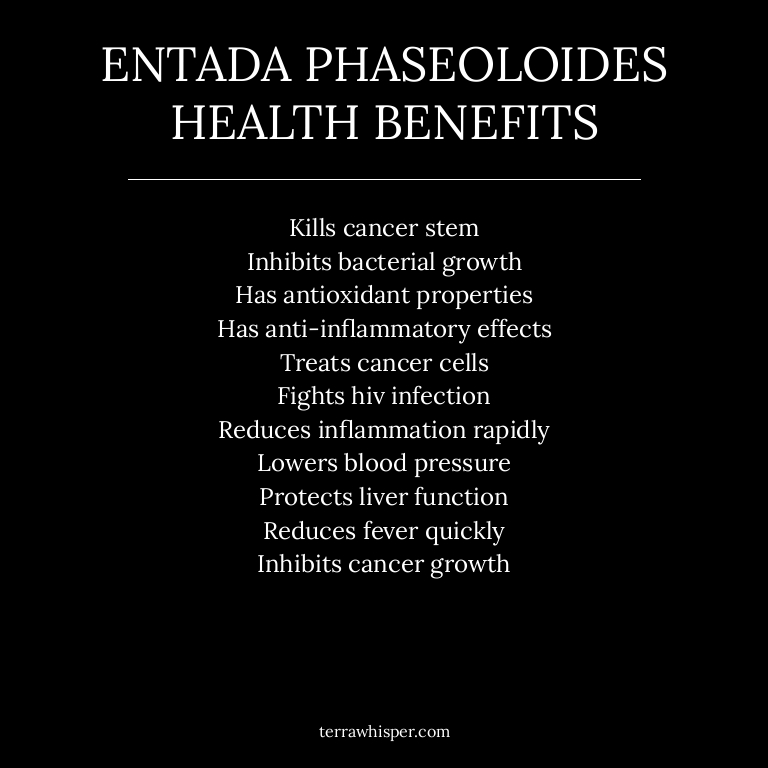 ENTADA PHASEOLOIDES
HEALTH BENEFITS
Kills cancer stem
Inhibits bacterial growth
Has antioxidant properties
Has anti-inflammatory effects
Treats cancer cells
Fights hiv infection
Reduces inflammation rapidly
Lowers blood pressure
Protects liver function
Reduces fever quickly
Inhibits cancer growth
terrawhisper.com